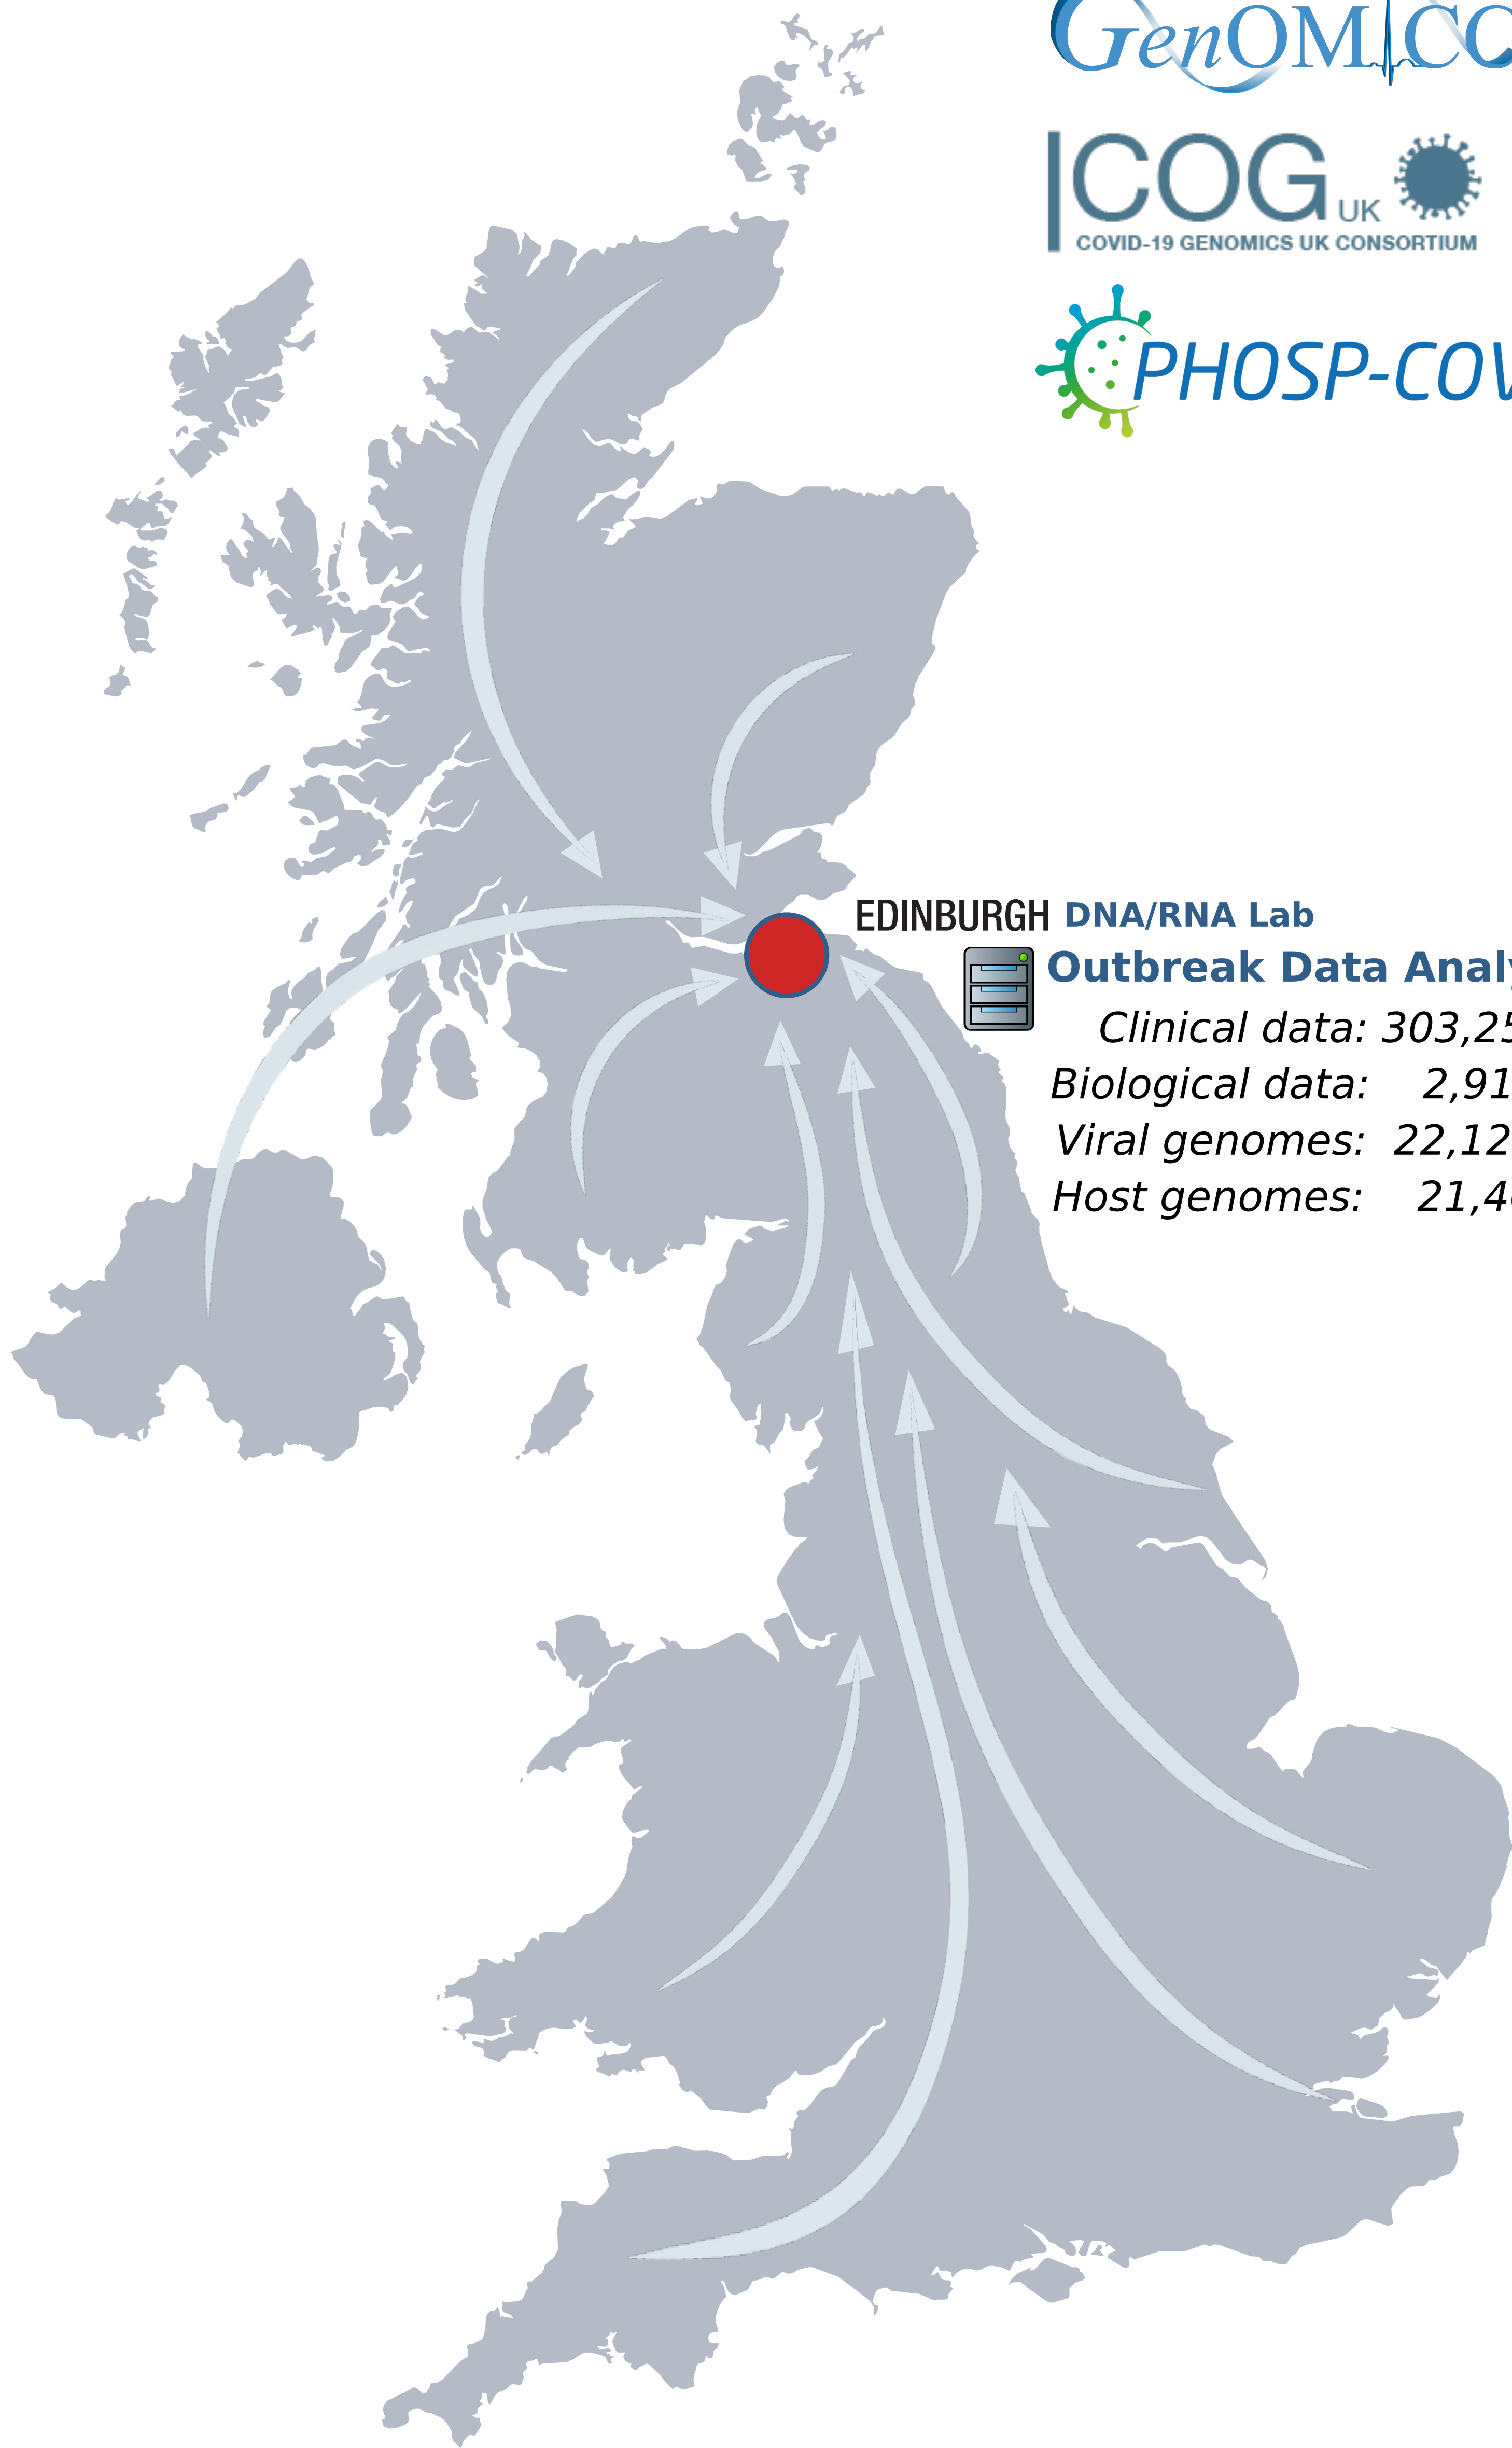 GenOMICC
COG UK
COVID-19 GENOMICS UK CONSORTIUM
PHOSP-COV
EDINBURGH DNA/RNA Lab
Outbreak Data Analy
Clinical data: 303,25
Biological data: 2,91
Viral genomes: 22,12
Host genomes: 21,4